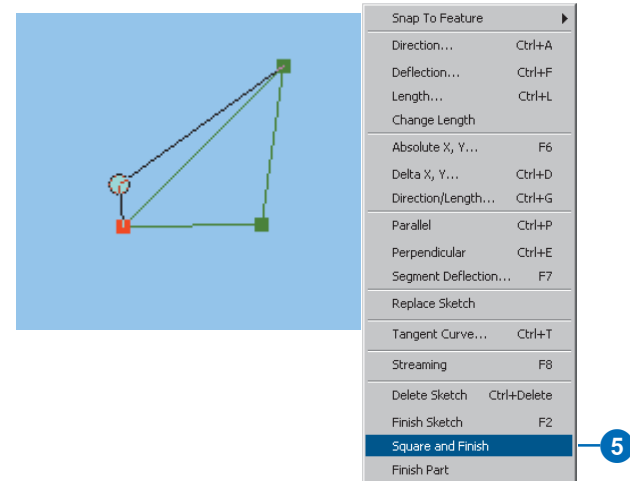 Snap To Feature
Direction... Ctrl+A
Deflection... Ctrl+F
Length... Ctrl+L
Change Length
Absolute X, Y... F6
Delta X, Y... Ctrl+D
Direction/Length... Ctrl+G
Parallel Ctrl+P
Perpendicular Ctrl+E
Segment Deflection... F7
Replace Sketch
Tangent Curve... Ctrl+T
Streaming F8
Delete Sketch Ctrl+Delete
Finish Sketch F2
Square and Finish 5
Finish Part